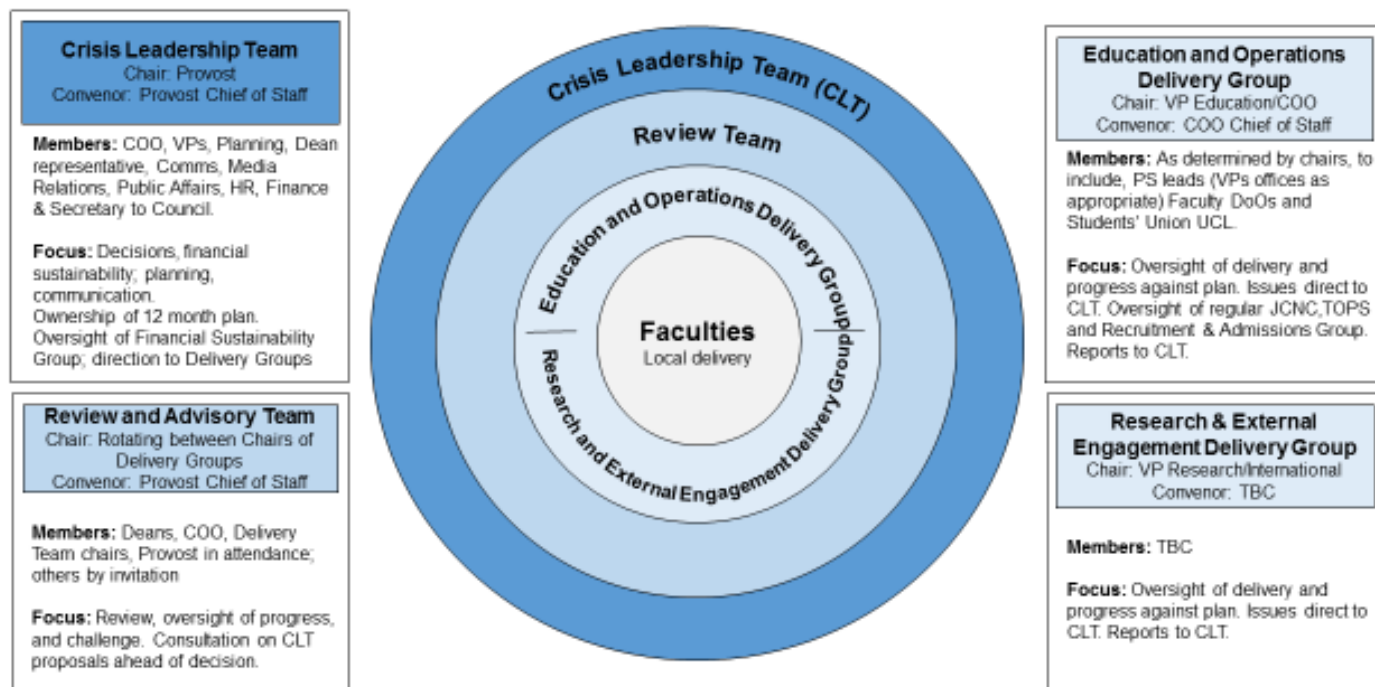 Crisis Leadership Team
Chair: Provost
Convenor: Provost Chief of Staff
Members: COO, VPs, Planning, Dean
representative, Comms, Media
Relations, Public Affairs, HR, Finance
& Secretary to Council.
Focus: Decisions, financial
sustainability; planning,
communication.
Ownership of 12 month plan.
Oversight of Financial Sustainability
Group; direction to Delivery Groups
Review and Advisory Team
Chair: Rotating between Chairs of
Delivery Groups
Convenor: Provost Chief of Staff
Members: Deans, COO, Delivery
Team chairs, Provost in attendance;
others by invitation
Focus: Review, oversight of progress,
and challenge. Consultation on CLT
proposals ahead of decision.
Crisis Leadership Team (CLT)
Review Team
Education and Operations Delivery Group
Faculties
Local delivery
Research and External Engagement Delivery Group
Education and Operations
Delivery Group
Chair: VP Education/COO
Convenor: COO Chief of Staff
Members: As determined by chairs, to
include, PS leads (VPs offices as
appropriate) Faculty DoOs and
Students' Union UCL.
Focus: Oversight of delivery and
progress against plan. Issues direct to
CLT. Oversight of regular JCNC,TOPS
and Recruitment & Admissions Group.
Reports to CLT.
Research & External
Engagement Delivery Group
Chair: VP Research/International
Convenor: TBC
Members: TBC
Focus: Oversight of delivery and
progress against plan. Issues direct to
CLT. Reports to CLT.